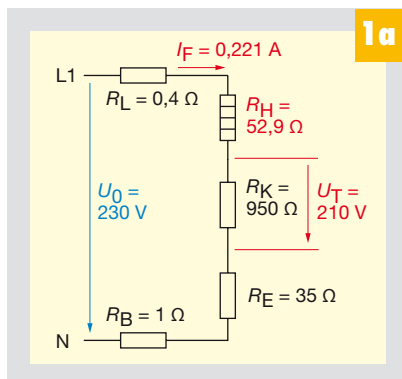 1a
I_F = 0,221 A
L1
R_L = 0,4 Ω
R_H =
52,9 Ω
U_0 =
230 V
R_K =
950 Ω
U_T =
210 V
R_E = 35 Ω
R_B = 1 Ω
N